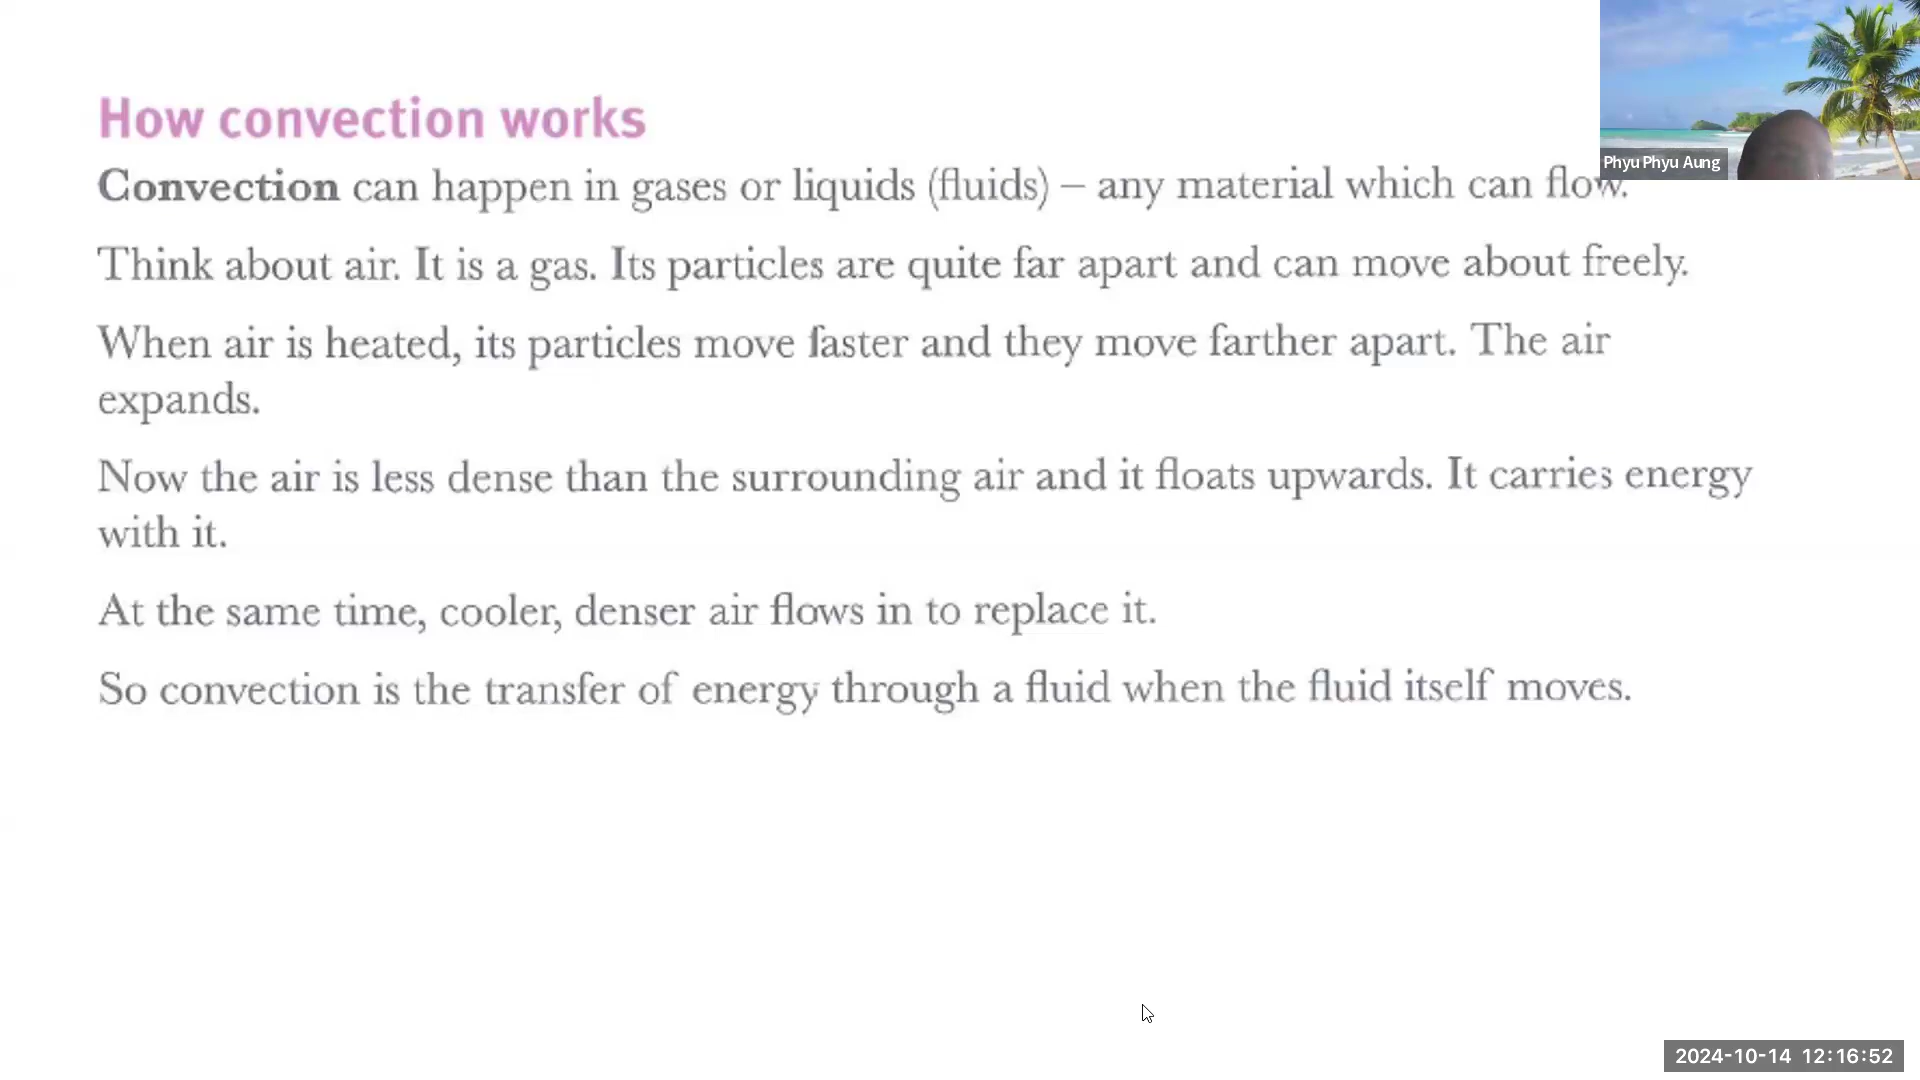 How convection works
Convection can happen in gases or liquids (fluids) – any material which can flow.
Think about air. It is a gas. Its particles are quite far apart and can move about freely.
When air is heated, its particles move faster and they move farther apart. The air
expands.
Now the air is less dense than the surrounding air and it floats upwards. It carries energy
with it.
At the same time, cooler, denser air flows in to replace it.
So convection is the transfer of energy through a fluid when the fluid itself moves.
Phyu Phyu Aung
2024-10-14 12:16:52